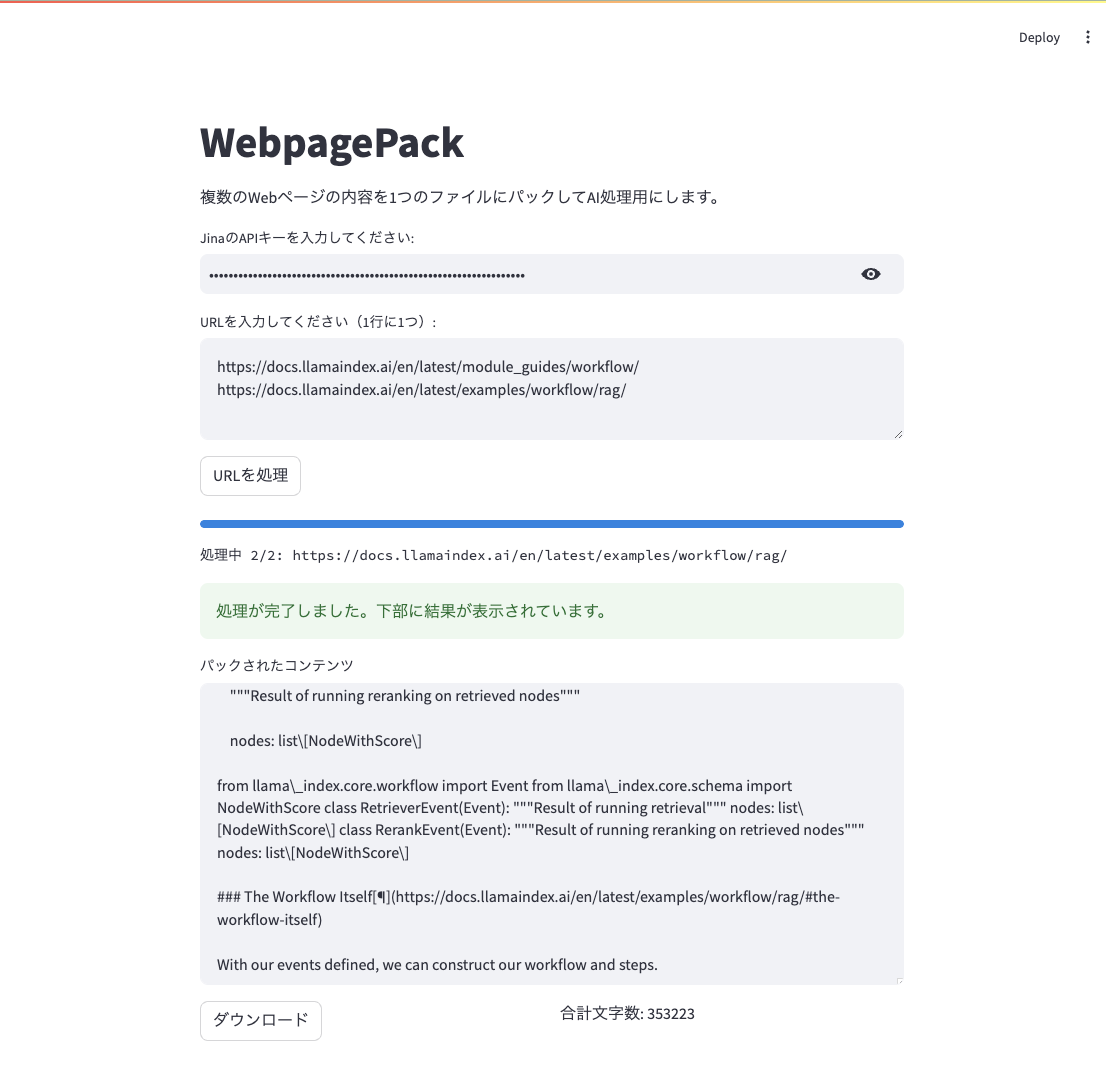 Deploy
WebpagePack
複数のWebページの内容を1つのファイルにパックしてAI処理用にします。
JinaのAPIキーを入力してください:
••••••••••••••••••••••••••••••••••••••••••••••••••••••••••••••••
URLを入力してください（1行に1つ）:
https://docs.llamaindex.ai/en/latest/module_guides/workflow/
https://docs.llamaindex.ai/en/latest/examples/workflow/rag/
URLを処理
処理中 2/2: https://docs.llamaindex.ai/en/latest/examples/workflow/rag/
処理が完了しました。下部に結果が表示されています。
パックされたコンテンツ
"""Result of running reranking on retrieved nodes"""
nodes: list\[NodeWithScore\]
from llama\_index.core.workflow import Event from llama\_index.core.schema import
NodeWithScore class RetrieverEvent(Event): """Result of running retrieval""" nodes: list\
[NodeWithScore\] class RerankEvent(Event): """Result of running reranking on retrieved nodes"""
nodes: list\[NodeWithScore\]
### The Workflow Itself[¶](https://docs.llamaindex.ai/en/latest/examples/workflow/rag/#the-
workflow-itself)
With our events defined, we can construct our workflow and steps.
ダウンロード
合計文字数: 353223